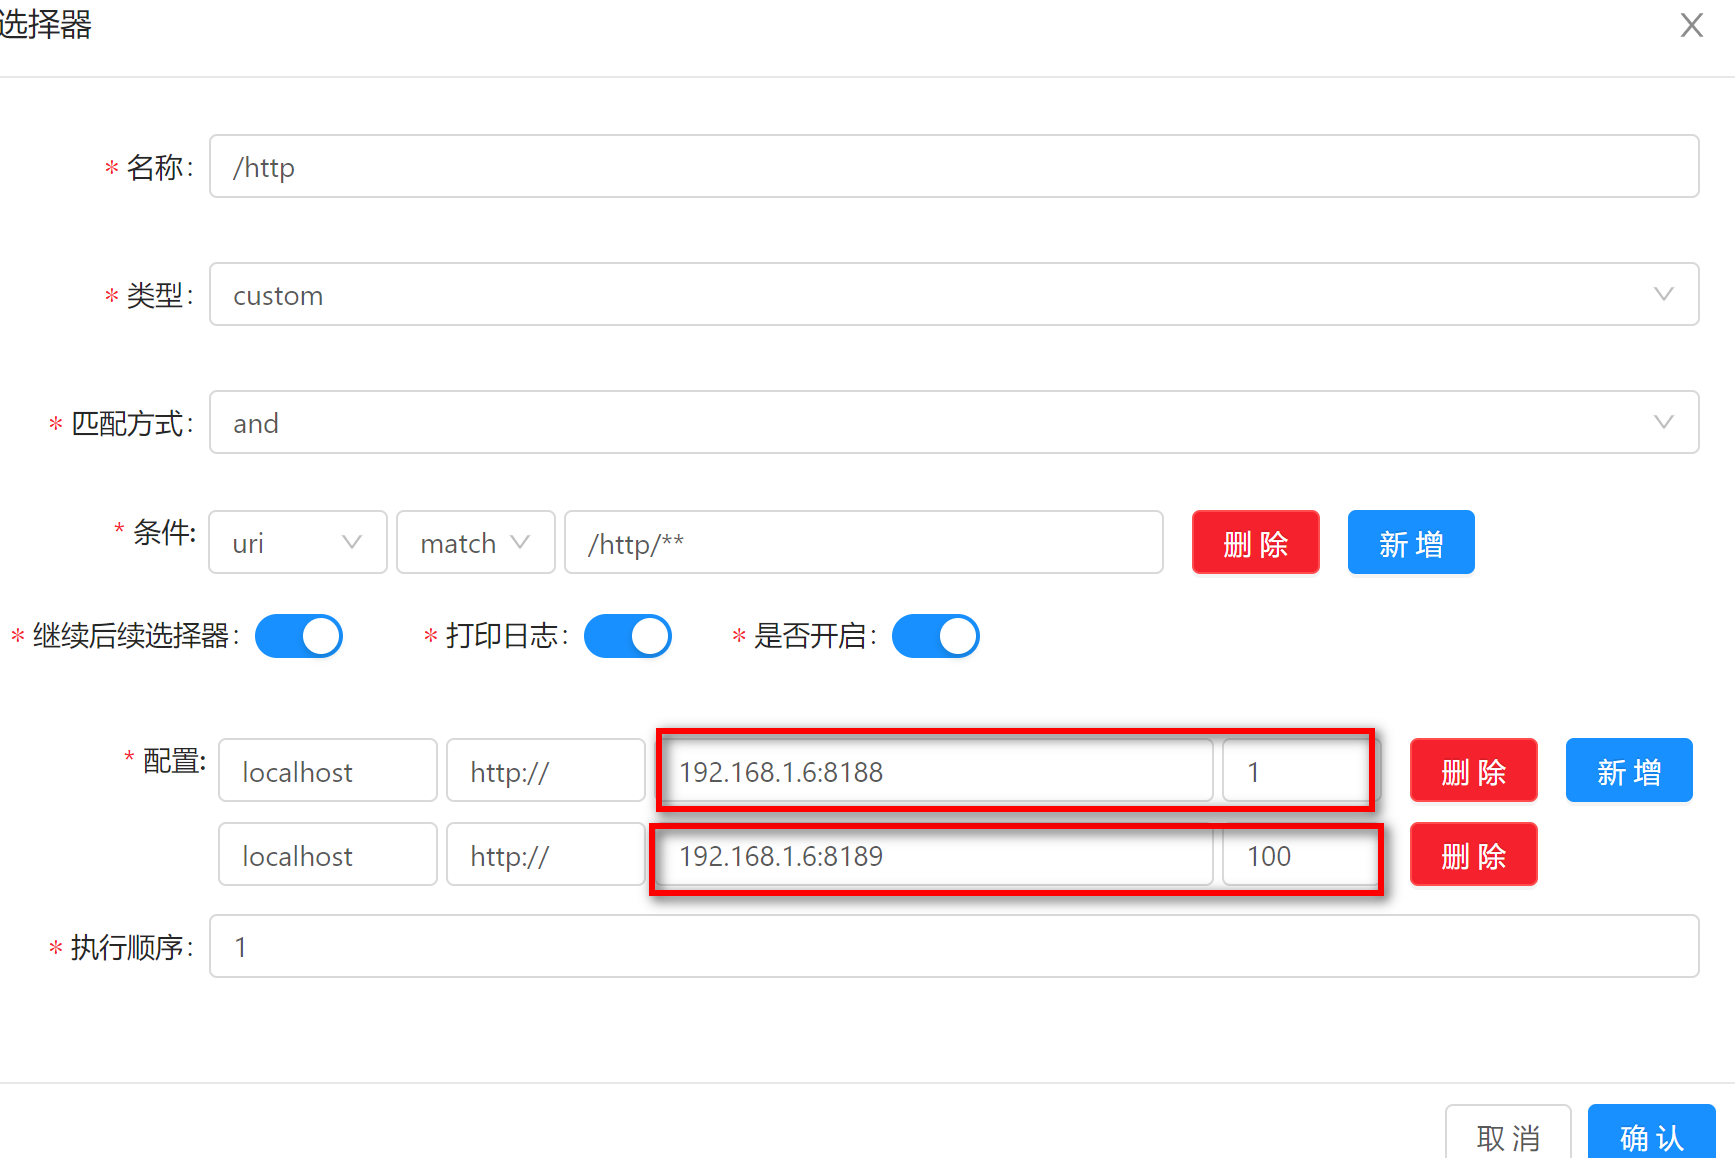 选择器
* 名称: /http
* 类型: custom
* 匹配方式: and
* 条件: uri match /http/** 删 除 新 增
* 继续后续选择器: * 打印日志: * 是否开启:
* 配置: localhost http:// 192.168.1.6:8188 1 删 除 新 增
localhost http:// 192.168.1.6:8189 100 删 除
* 执行顺序: 1
取 消 确 认